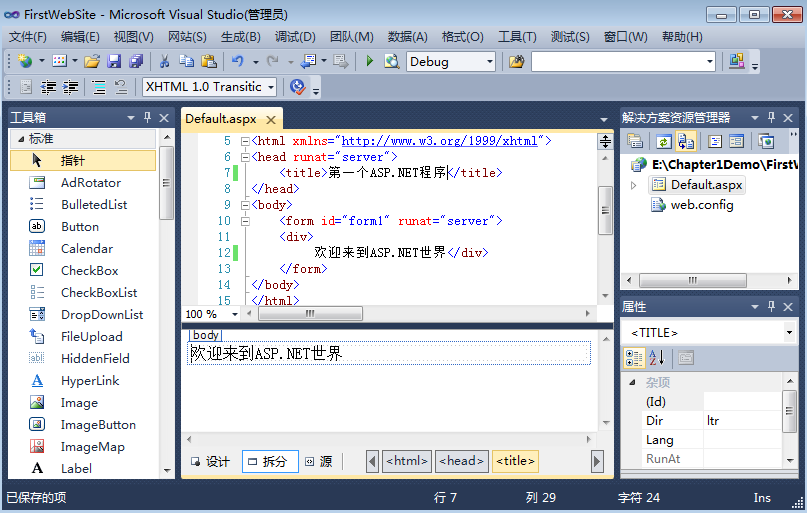 FirstWebSite - Microsoft Visual Studio(管理员)
文件(F) 编辑(E) 视图(V) 网站(S) 生成(B) 调试(D) 团队(M) 数据(A) 格式(O) 工具(T) 测试(S) 窗口(W) 帮助(H)
Debug
XHTML 1.0 Transitic
工具箱
标准
指针
AdRotator
BulletedList
Button
Calendar
CheckBox
CheckBoxList
DropDownList
FileUpload
HiddenField
HyperLink
Image
ImageButton
ImageMap
Label
Default.aspx
5 <html xmlns="http://www.w3.org/1999/xhtml">
6 <head runat="server">
7 <title>第一个ASP.NET程序</title>
8 </head>
9 <body>
10 <form id="form1" runat="server">
11 <div>
12 欢迎来到ASP.NET世界</div>
13 </form>
14 </body>
15 </html>
100 %
body
欢迎来到ASP.NET世界
设计 拆分 源 <html> <head> <title>
解决方案资源管理器
E:\Chapter1Demo\FirstW
Default.aspx
web.config
属性
<TITLE>
杂项
(Id)
Dir ltr
Lang
RunAt
已保存的项 行 7 列 29 字符 24 Ins